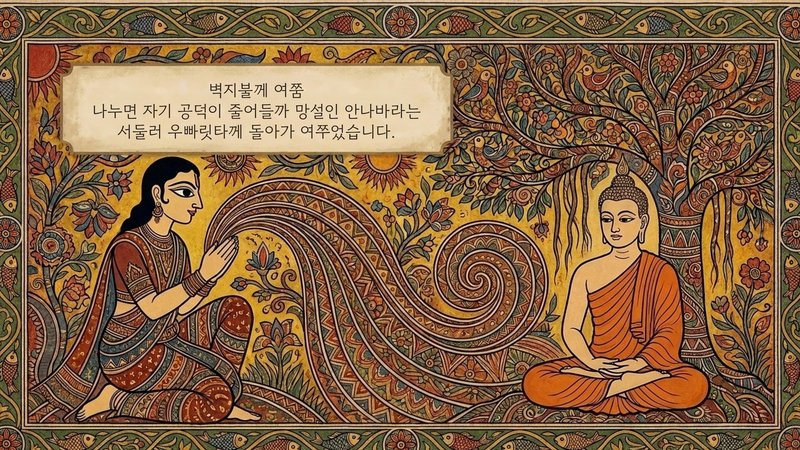 벽지불께 여쭘
나누면 자기 공덕이 줄어들까 망설인 안나바라는
서둘러 우빠릿타께 돌아가 여쭈었습니다.